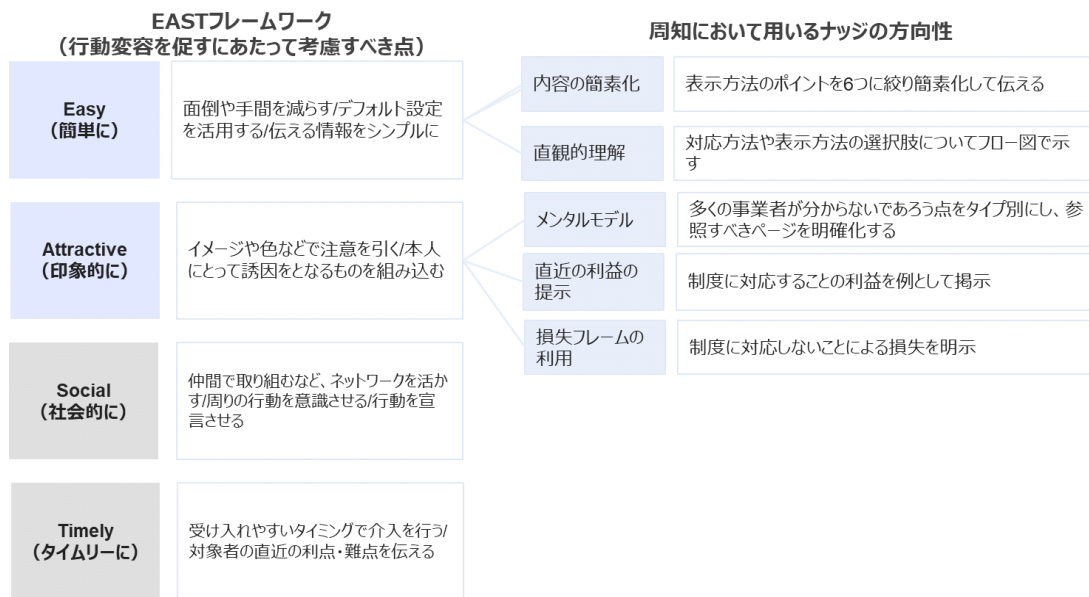 EASTフレームワーク
（行動変容を促すにあたって考慮すべき点）
周知において用いるナッジの方向性
Easy
（簡単に）
面倒や手間を減らす/デフォルト設定
を活用する/伝える情報をシンプルに
内容の簡素化
表示方法のポイントを6つに絞り簡素化して伝える
直観的理解
対応方法や表示方法の選択肢についてフロー図で示
す
Attractive
（印象的に）
イメージや色などで注意を引く/本人
にとって誘因をとなるものを組み込む
メンタルモデル
多くの事業者が分からないであろう点をタイプ別にし、参
照すべきページを明確化する
直近の利益の
提示
制度に対応することの利益を例として掲示
損失フレームの
利用
制度に対応しないことによる損失を明示
Social
（社会的に）
仲間で取り組むなど、ネットワークを活か
す/周りの行動を意識させる/行動を宣
言させる
Timely
（タイムリーに）
受け入れやすいタイミングで介入を行う/
対象者の直近の利点・難点を伝える